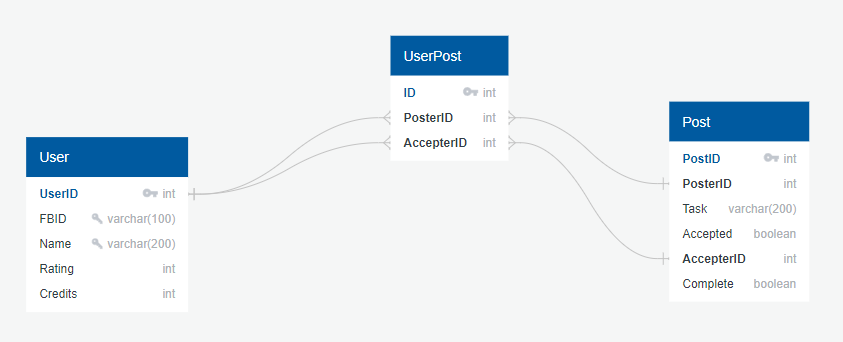 User
UserID int
FBID varchar(100)
Name varchar(200)
Rating int
Credits int
UserPost
ID int
PosterID int
AccepterID int
Post
PostID int
PosterID int
Task varchar(200)
Accepted boolean
AccepterID int
Complete boolean